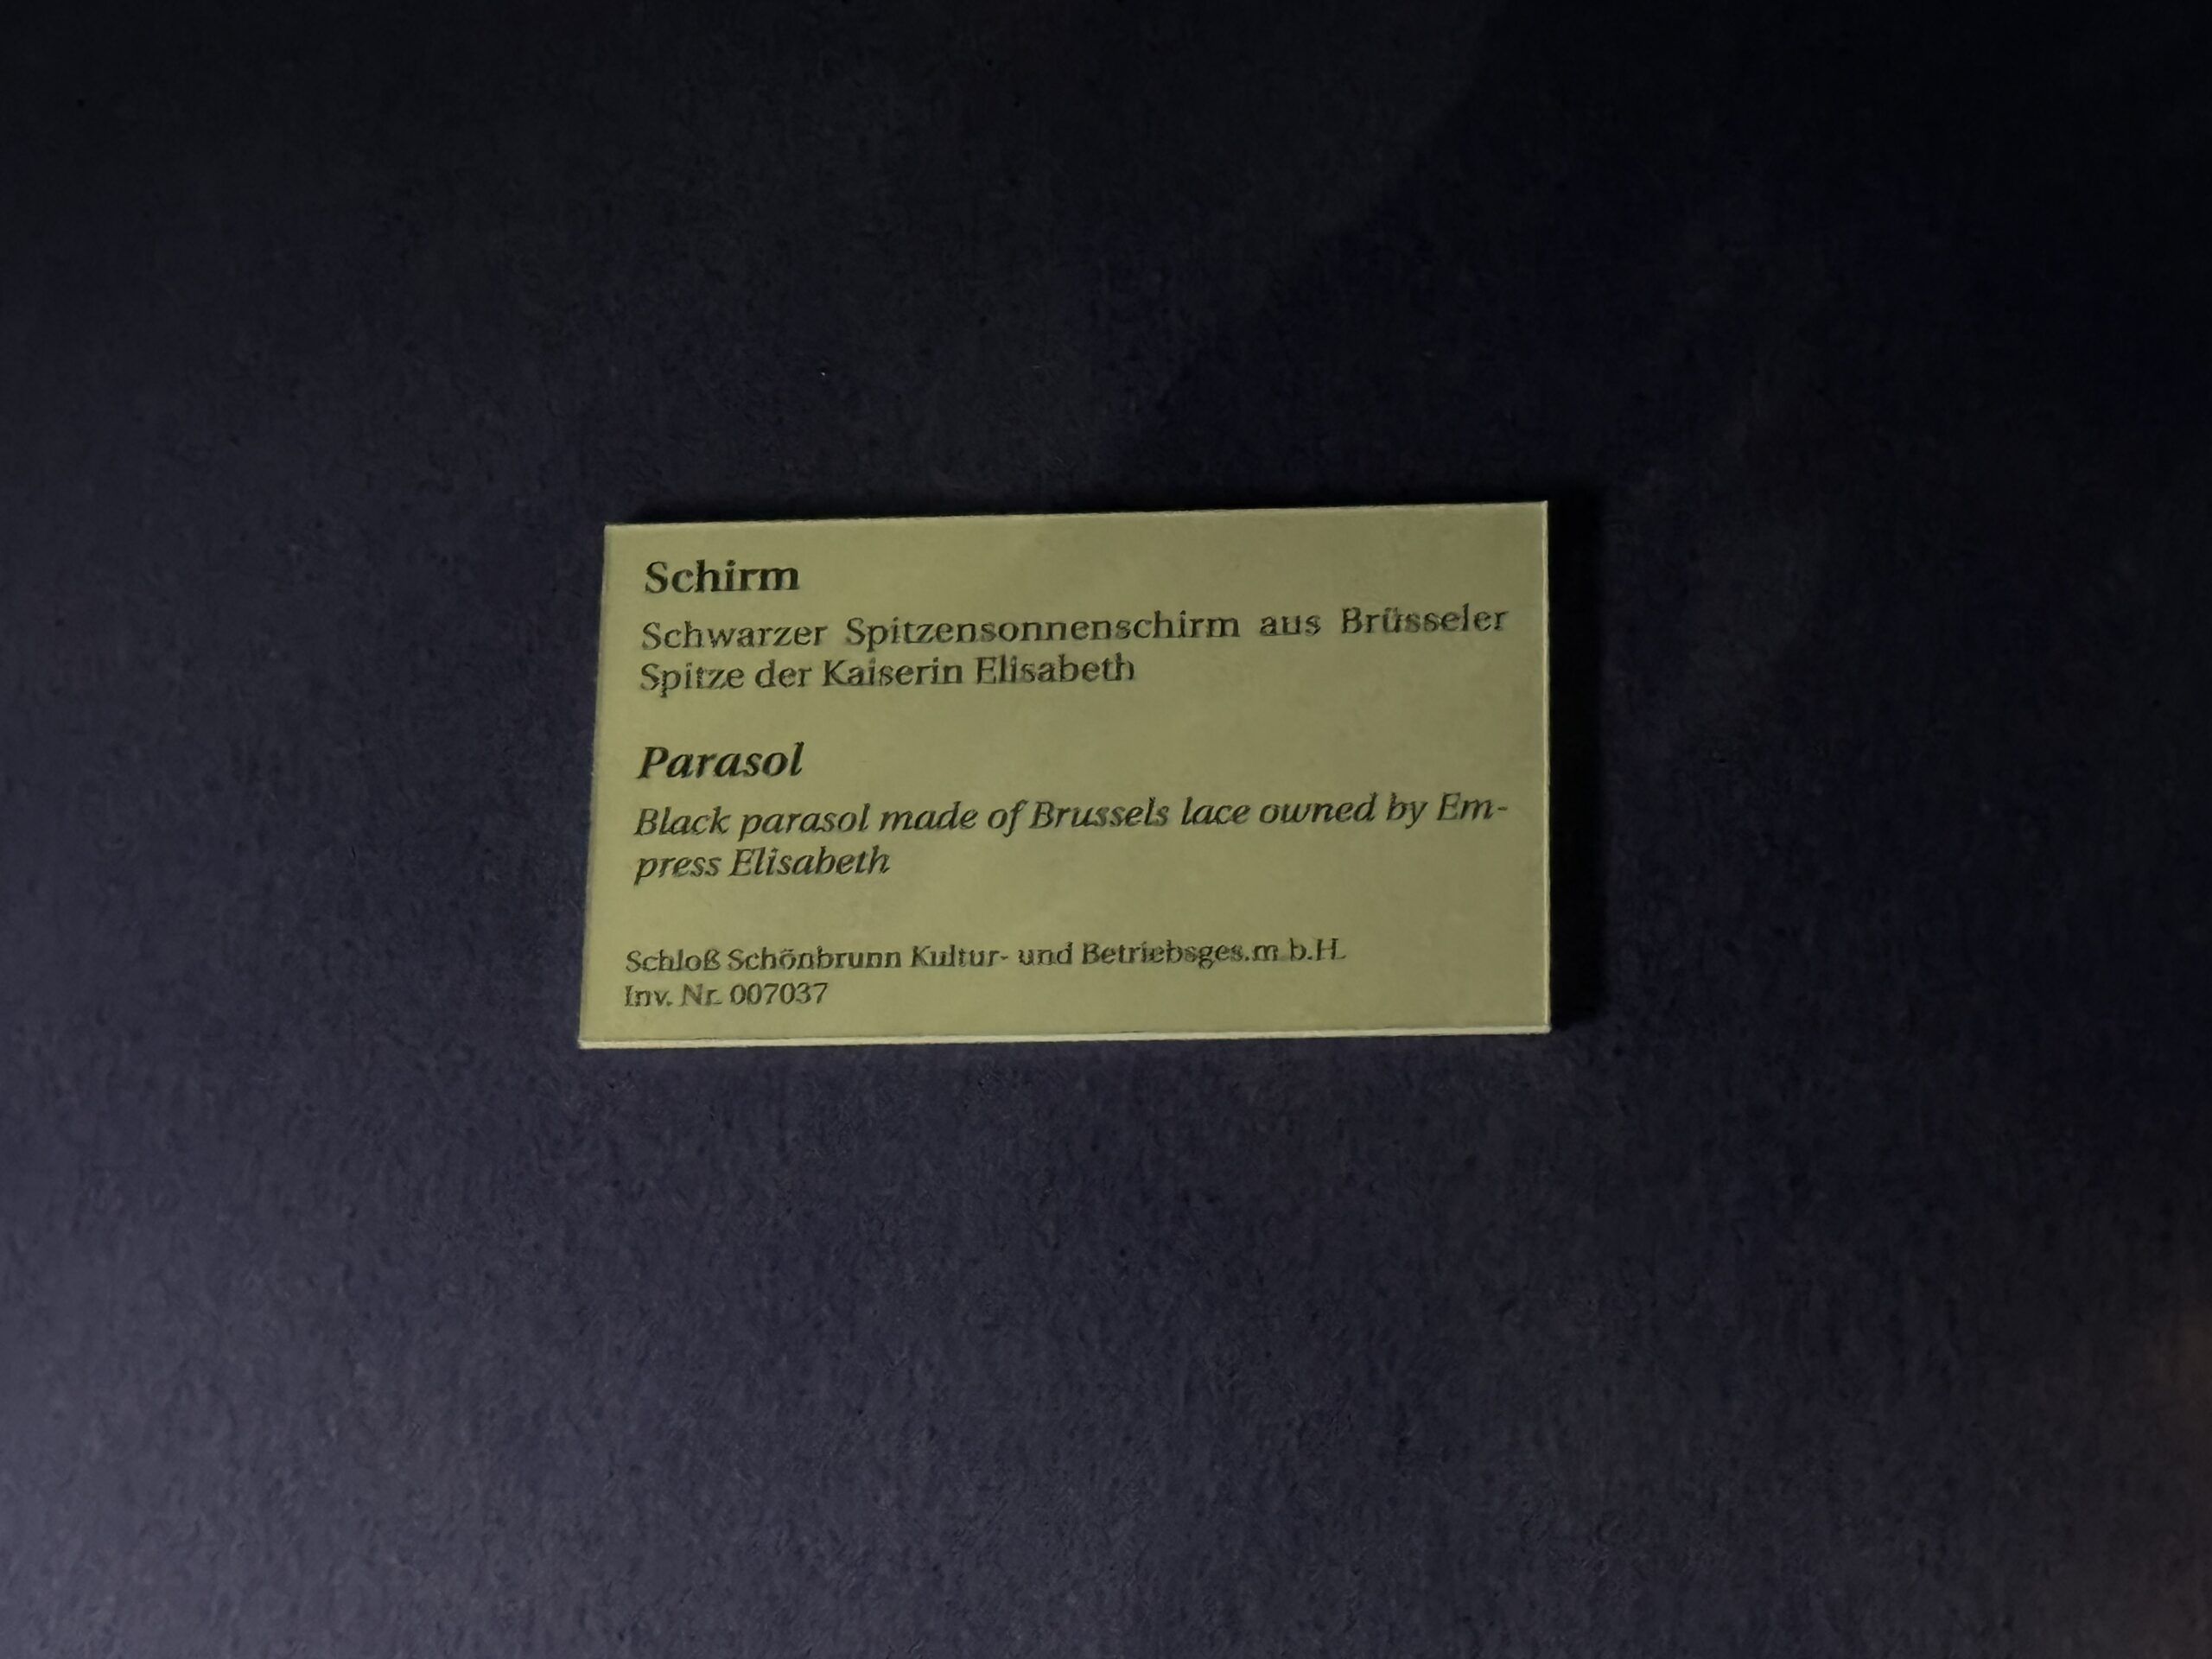 Schirm
Schwarzer Spitzensonnenschirm aus Brüsseler
Spitze der Kaiserin Elisabeth
Parasol
Black parasol made of Brussels lace owned by Em-
press Elisabeth
Schloß Schönbrunn Kultur- und Betriebsges.m.b.H.
Inv. Nr. 007037